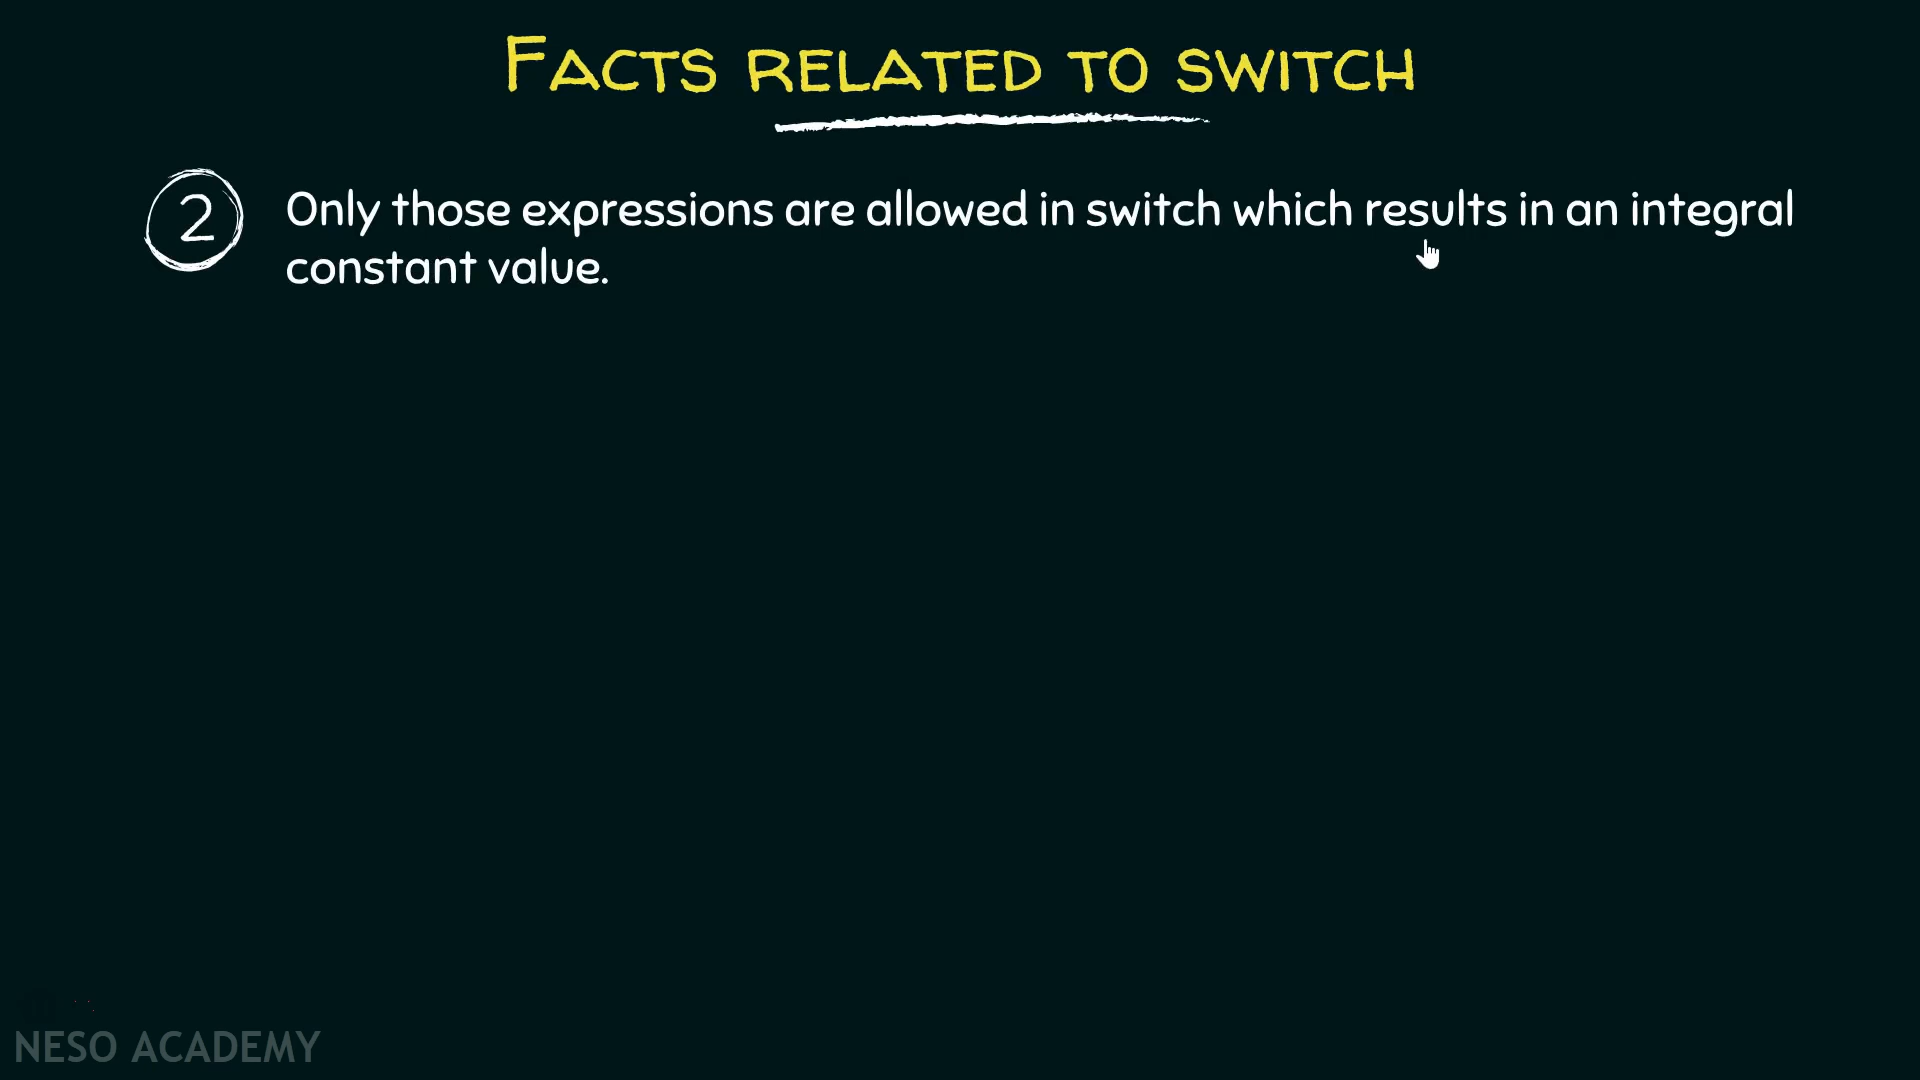 FACTS RELATED TO SWITCH
2 Only those expressions are allowed in switch which results in an integral
constant value.
NESO ACADEMY